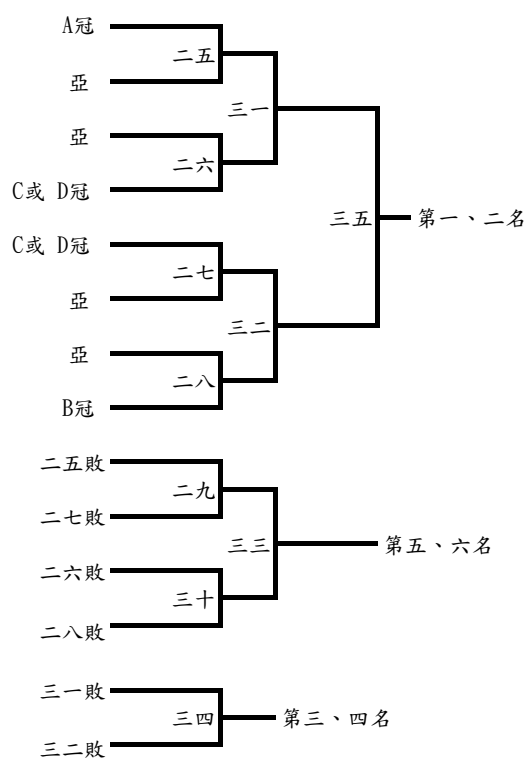 A冠
二五
亞
三一
亞
二六
C或 D冠
三五
第一、二名
C或 D冠
二七
亞
三二
亞
二八
B冠
二五敗
二九
二七敗
三三
第五、六名
二六敗
三十
二八敗
三一敗
三四
第三、四名
三二敗